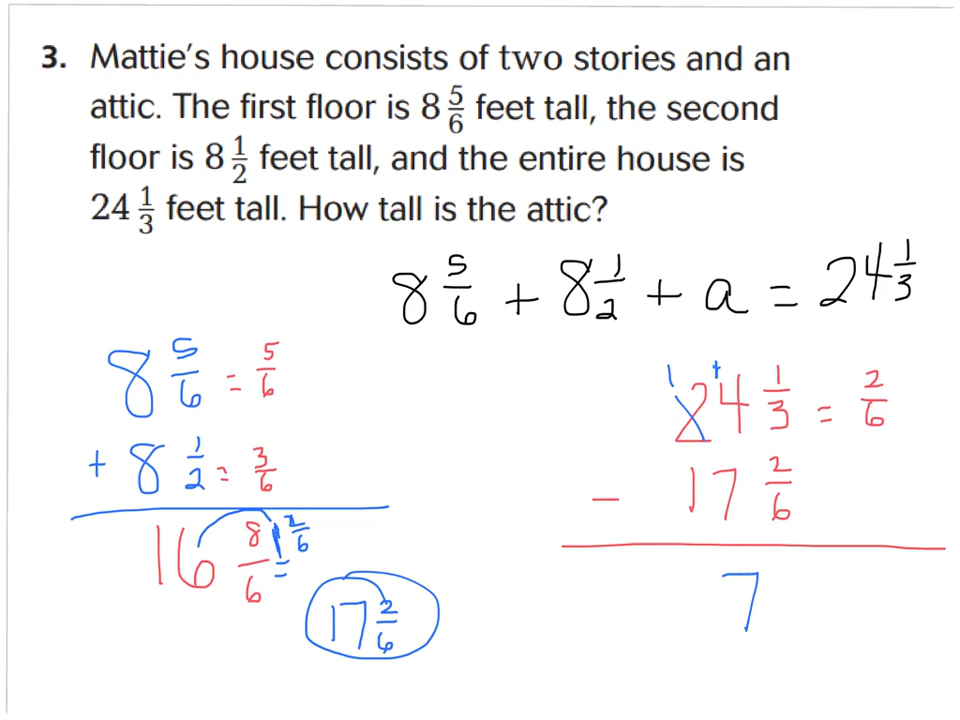 3. Mattie's house consists of two stories and an
attic. The first floor is 8 5/6 feet tall, the second
floor is 8 1/2 feet tall, and the entire house is
24 1/3 feet tall. How tall is the attic?
8 5/6 + 8 1/2 + a = 24 1/3
8 5/6 = 5/6
+ 8 1/2 = 3/6
16 8/6 = 1 2/6
17 2/6
1 1
24 1/3 = 2/6
- 17 2/6
7